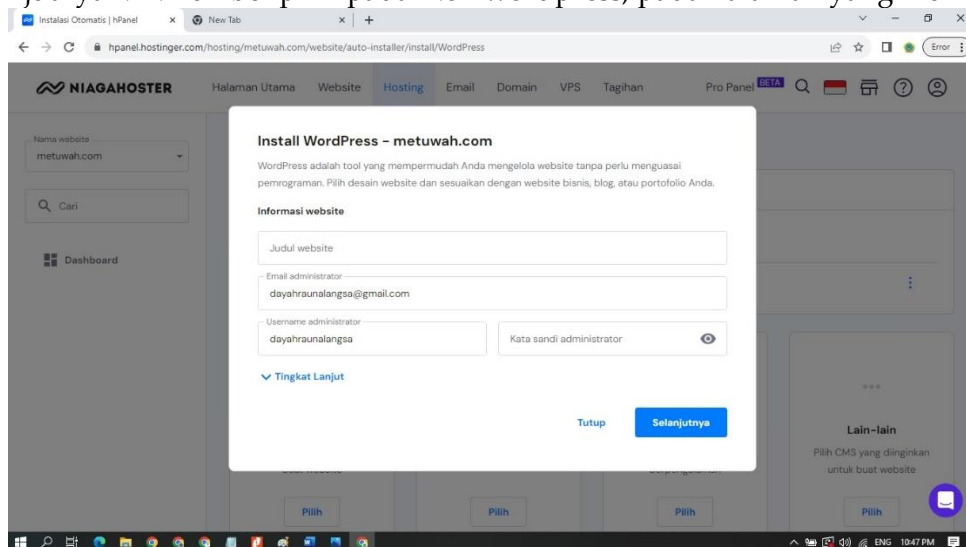 Instalasi Otomatis | hPanel
New Tab
hpanel.hostinger.com/hosting/metuwah.com/website/auto-installer/install/WordPress
Error
NIAGAHOSTER
Halaman Utama Website Hosting Email Domain VPS Tagihan Pro Panel BETA
Nama website
metuwah.com
Cari
Dashboard
Install WordPress - metuwah.com
WordPress adalah tool yang mempermudah Anda mengelola website tanpa perlu menguasai
pemrograman. Pilih desain website dan sesuaikan dengan website bisnis, blog, atau portofolio Anda.
Informasi website
Judul website
Email administrator
dayahraunalangsa@gmail.com
Username administrator
dayahraunalangsa
Kata sandi administrator
Tingkat Lanjut
Tutup Selanjutnya
Lain-lain
Pilih CMS yang diinginkan
untuk buat website
Pilih Pilih Pilih Pilih
ENG 10:47 PM